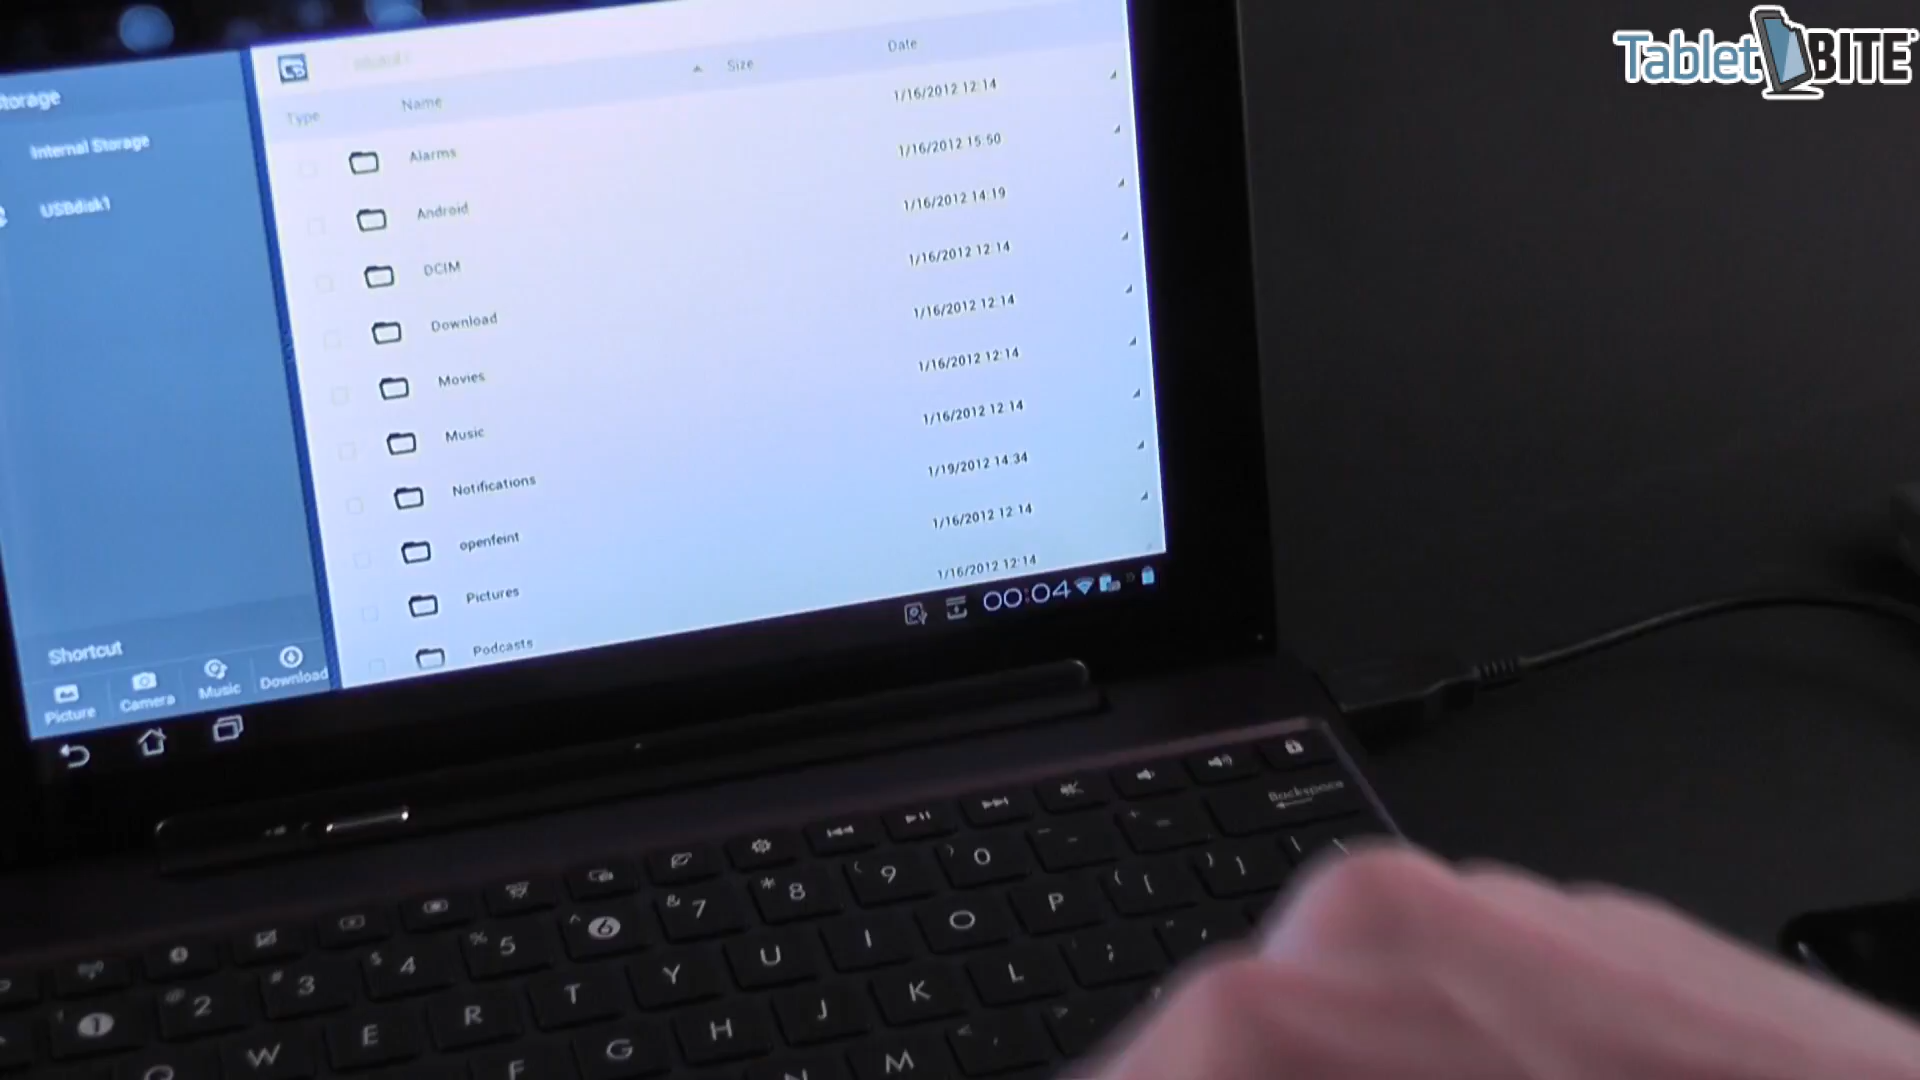 Tablet BITE
Storage
Internal Storage
USBdisk1
Type Name Size Date
Alarms 1/16/2012 12:14
Android 1/16/2012 15:50
DCIM 1/16/2012 14:19
Download 1/16/2012 12:14
Movies 1/16/2012 12:14
Music 1/16/2012 12:14
Notifications 1/16/2012 12:14
openfeint 1/19/2012 14:34
Pictures 1/16/2012 12:14
Podcasts 1/16/2012 12:14
Shortcut
Picture Camera Music Download
00:04
Backspace
1 2 3 4 5 6 7 8 9 0
W E R T Y U I O P
F G H J K L
M